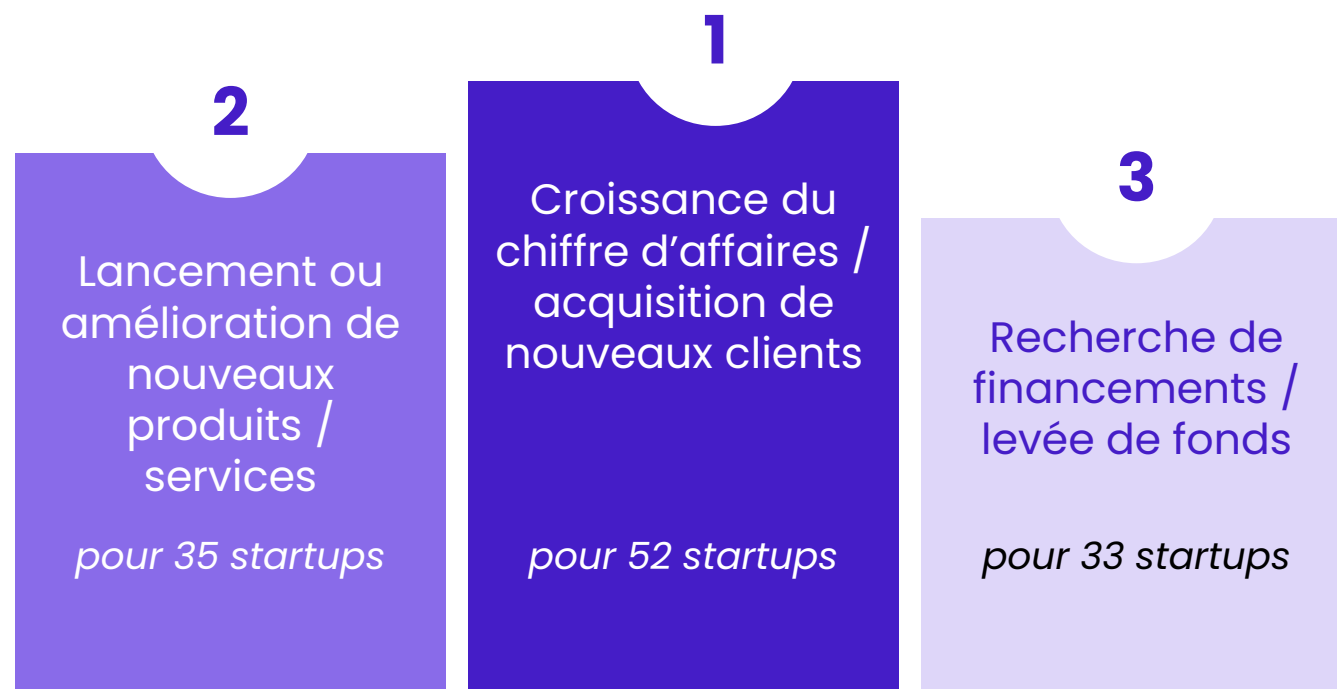 2
Lancement ou
amélioration de
nouveaux
produits /
services
pour 35 startups
1
Croissance du
chiffre d’affaires /
acquisition de
nouveaux clients
pour 52 startups
3
Recherche de
financements /
levée de fonds
pour 33 startups